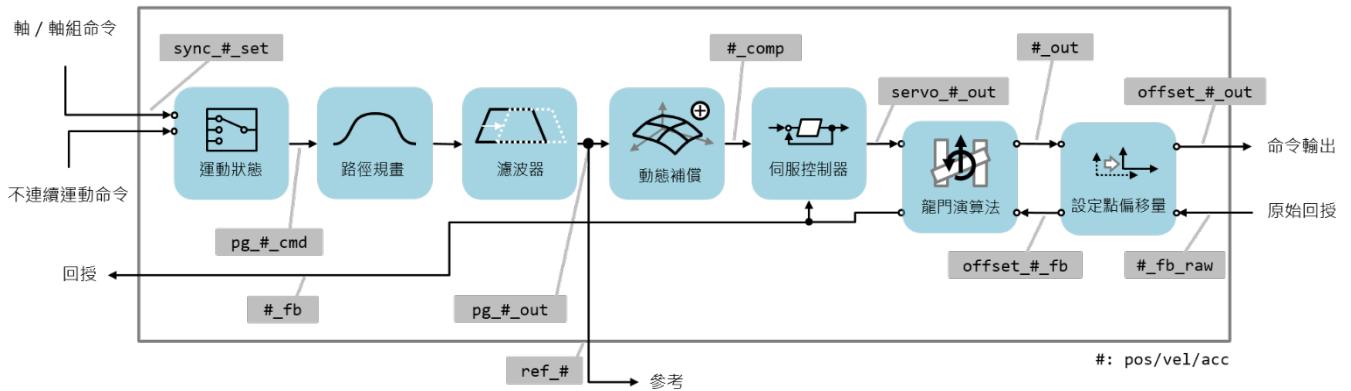 軸 / 軸組命令
sync_#_set
#_comp
#_out
servo_#_out
offset_#_out
運動狀態
路徑規畫
濾波器
動態補償
伺服控制器
龍門演算法
設定點偏移量
命令輸出
不連續運動命令
原始回授
pg_#_cmd
回授
#_fb
pg_#_out
offset_#_fb
#_fb_raw
#: pos/vel/acc
ref_#
參考